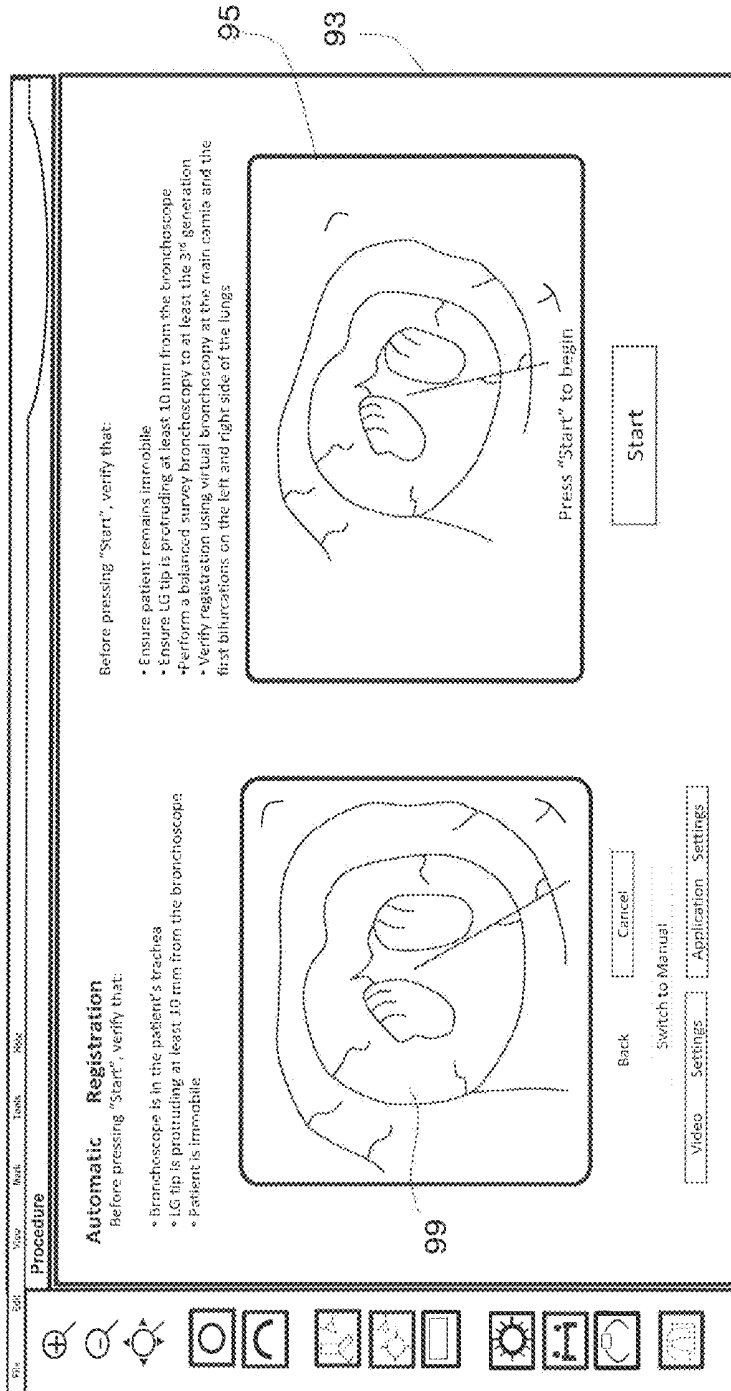 File Edit View Mark Tools Help
Procedure
Automatic Registration
Before pressing "Start", verify that:
• Bronchoscope is in the patient's trachea
• LG tip is protruding at least 10 mm from the bronchoscope
• Patient is immobile
99
Back Cancel
Switch to Manual
Video Settings Application Settings
Before pressing "Start", verify that:
• Ensure patient remains immobile
• Ensure LG tip is protruding at least 10 mm from the bronchoscope
•Perform a balanced survey bronchoscopy to at least the 3rd generation
• Verify registration using virtual bronchoscopy at the main carnia and the
first bifurcations on the left and right side of the lungs
Press "Start" to begin
Start
95
93